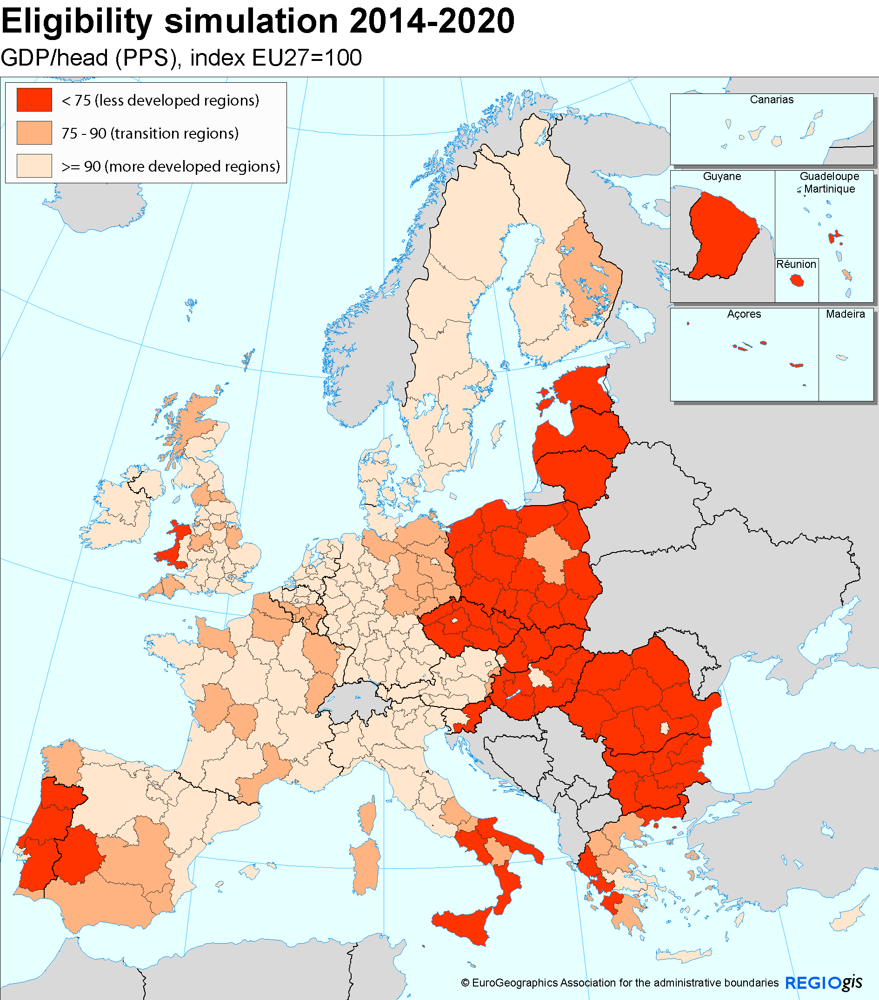 Eligibility simulation 2014-2020
GDP/head (PPS), index EU27=100
< 75 (less developed regions)
75 - 90 (transition regions)
>= 90 (more developed regions)
Canarias
Guyane
Guadeloupe
Martinique
Réunion
Açores
Madeira
© EuroGeographics Association for the administrative boundaries
REGIOgis